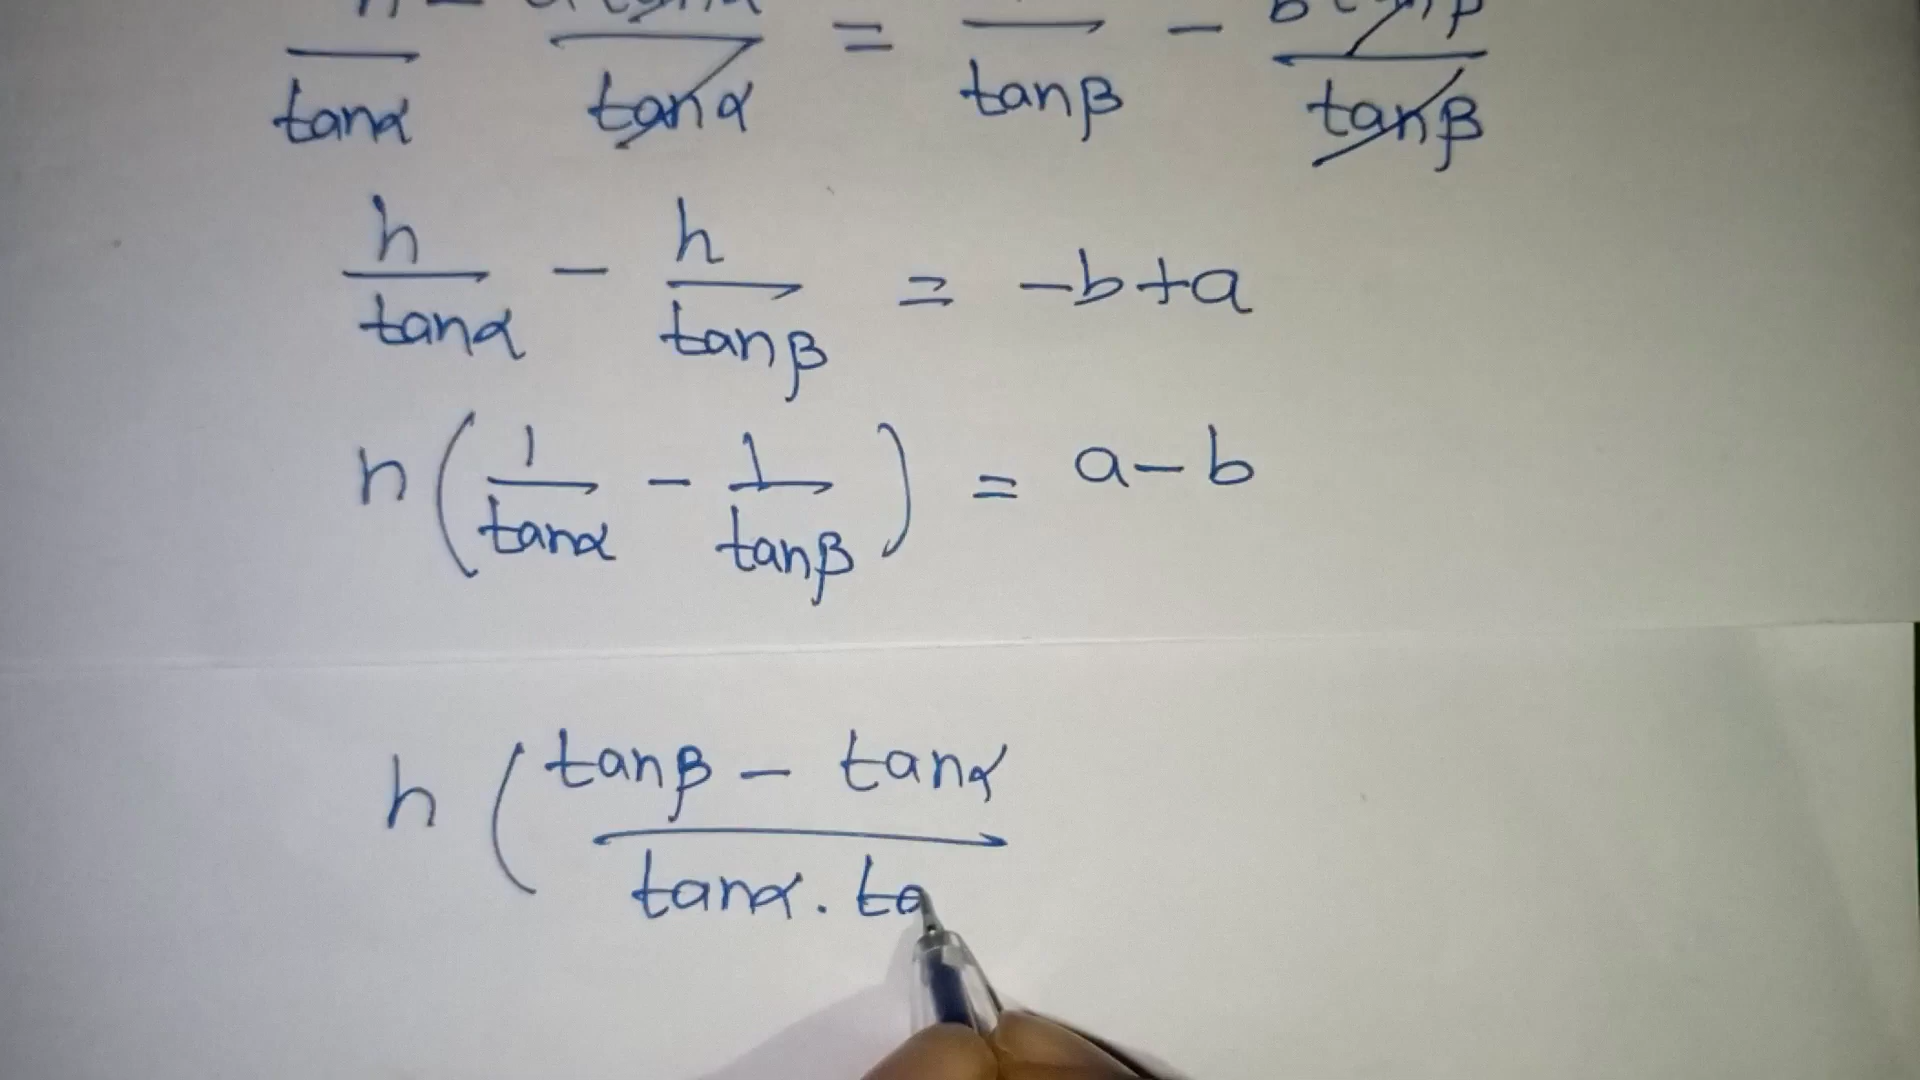 tanα tanα = tanβ - tanβ
h/tanα - h/tanβ = -b+a
h(1/tanα - 1/tanβ) = a-b
h(tanβ - tanα/tanα. ta